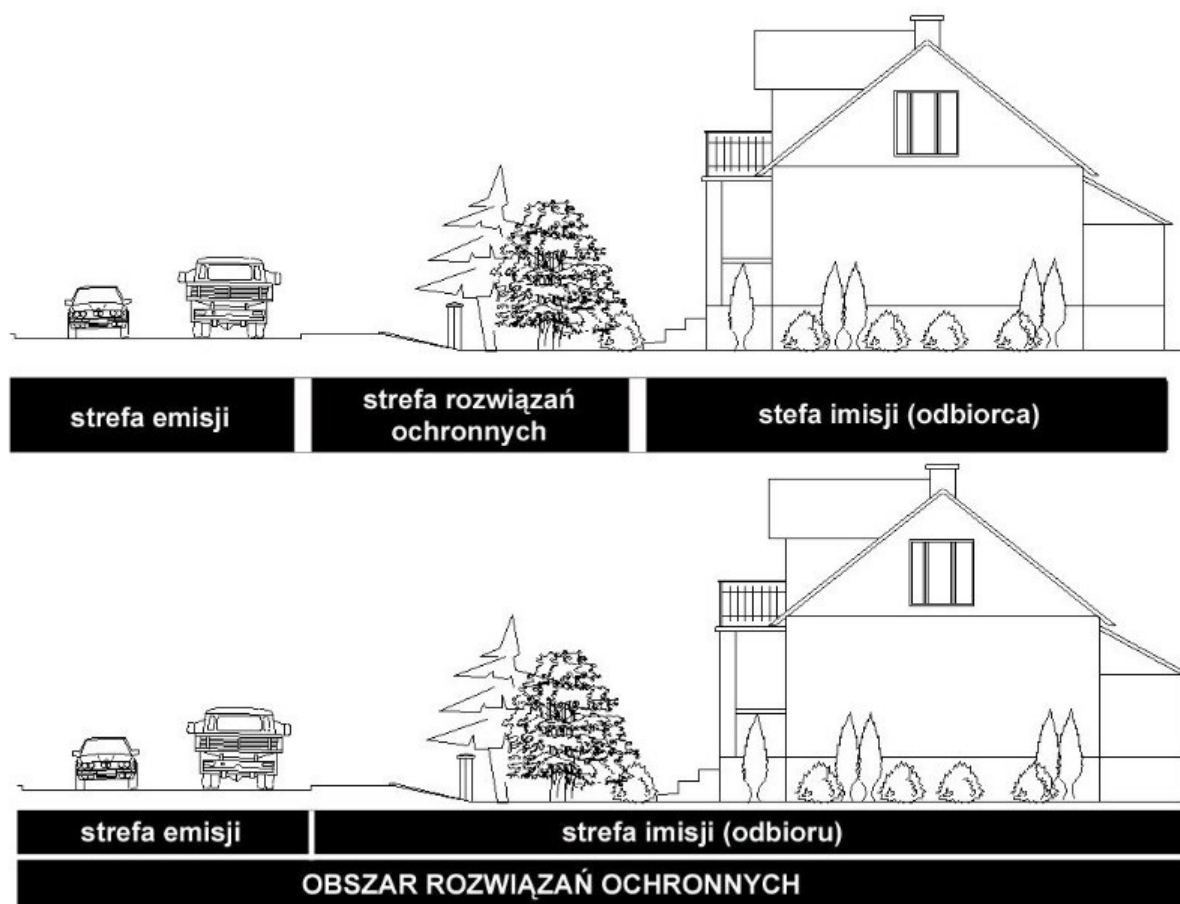 strefa emisji
strefa rozwiązań
ochronnych
stefa imisji (odbiorca)
strefa emisji
strefa imisji (odbioru)
OBSZAR ROZWIĄZAŃ OCHRONNYCH